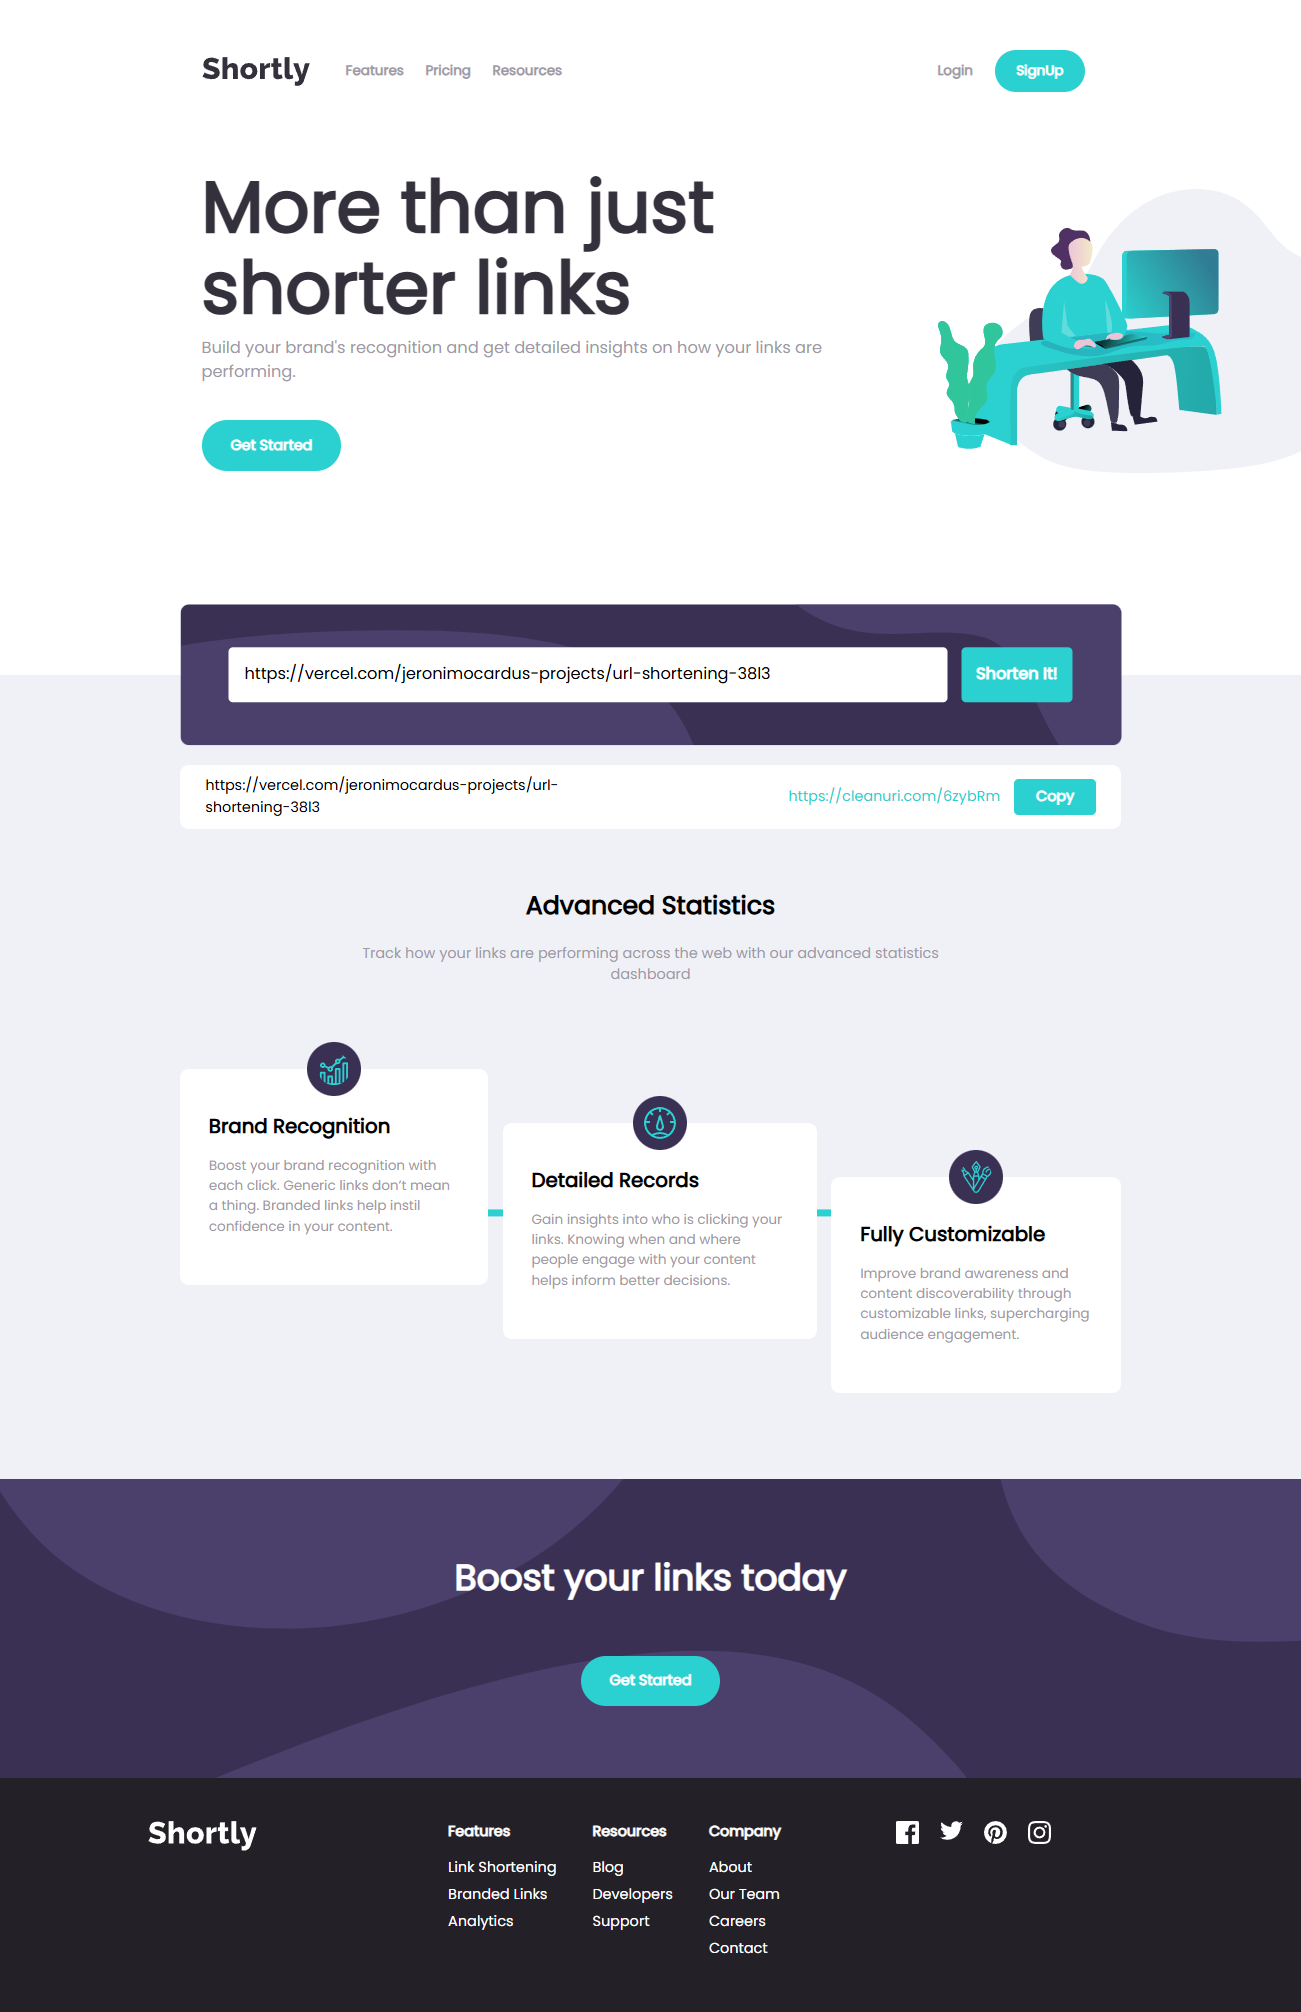 Shortly
Features
Pricing
Resources
Login
SignUp
More than just
shorter links
Build your brand's recognition and get detailed insights on how your links are
performing.
Get Started
https://vercel.com/jeronimocardus-projects/url-shortening-38l3
Shorten It!
https://vercel.com/jeronimocardus-projects/url-
shortening-38l3
https://cleanuri.com/6zybRm
Copy
Advanced Statistics
Track how your links are performing across the web with our advanced statistics
dashboard
Brand Recognition
Boost your brand recognition with
each click. Generic links don’t mean
a thing. Branded links help instil
confidence in your content.
Detailed Records
Gain insights into who is clicking your
links. Knowing when and where
people engage with your content
helps inform better decisions.
Fully Customizable
Improve brand awareness and
content discoverability through
customizable links, supercharging
audience engagement.
Boost your links today
Get Started
Shortly
Features
Link Shortening
Branded Links
Analytics
Resources
Blog
Developers
Support
Company
About
Our Team
Careers
Contact